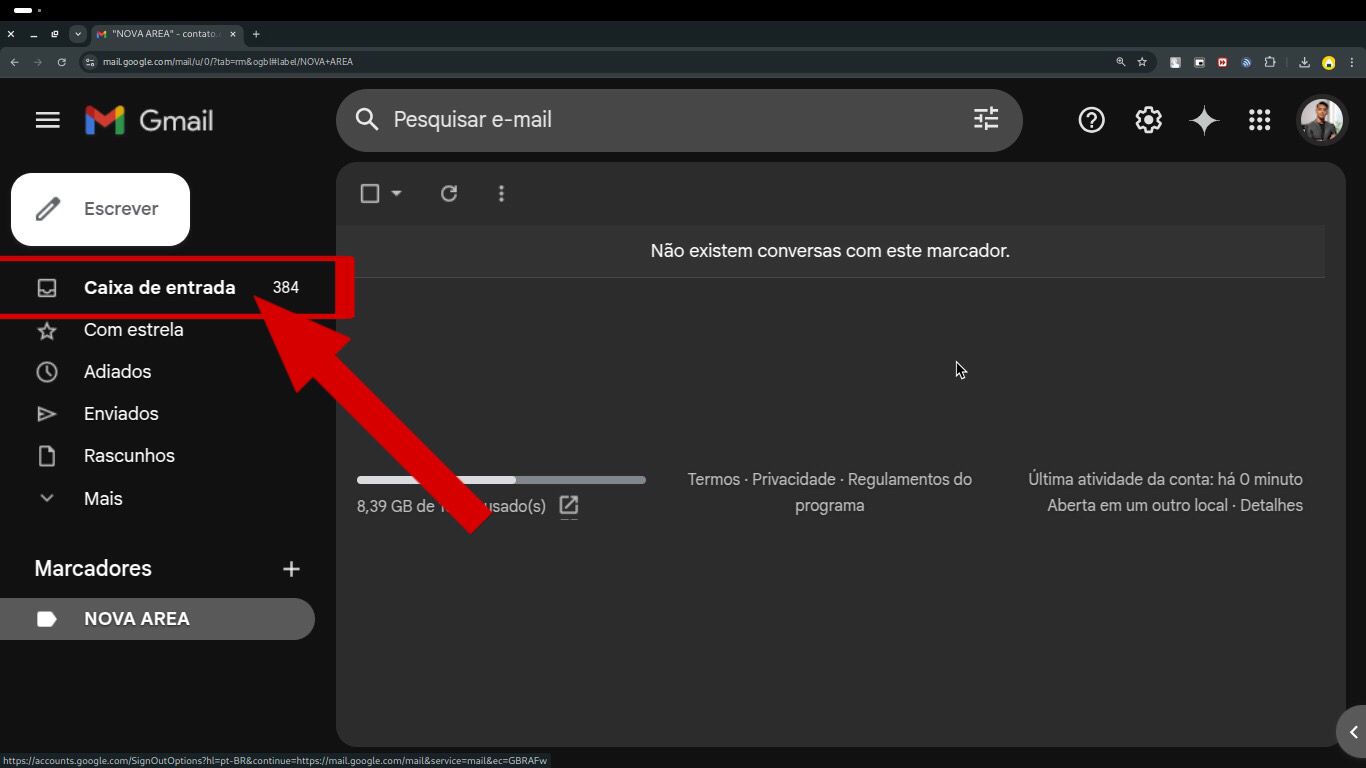 "NOVA AREA" - contato.
mail.google.com/mail/u/0/?tab=rm&ogbl#label/NOVA+AREA
Gmail
Pesquisar e-mail
Escrever
Não existem conversas com este marcador.
Caixa de entrada 384
Com estrela
Adiados
Enviados
Rascunhos
Mais
8,39 GB de usado(s)
Termos · Privacidade · Regulamentos do
programa
Última atividade da conta: há 0 minuto
Aberta em um outro local · Detalhes
Marcadores
NOVA AREA
https://accounts.google.com/SignOutOptions?hl=pt-BR&continue=https://mail.google.com/mail&service=mail&ec=GBRAFw